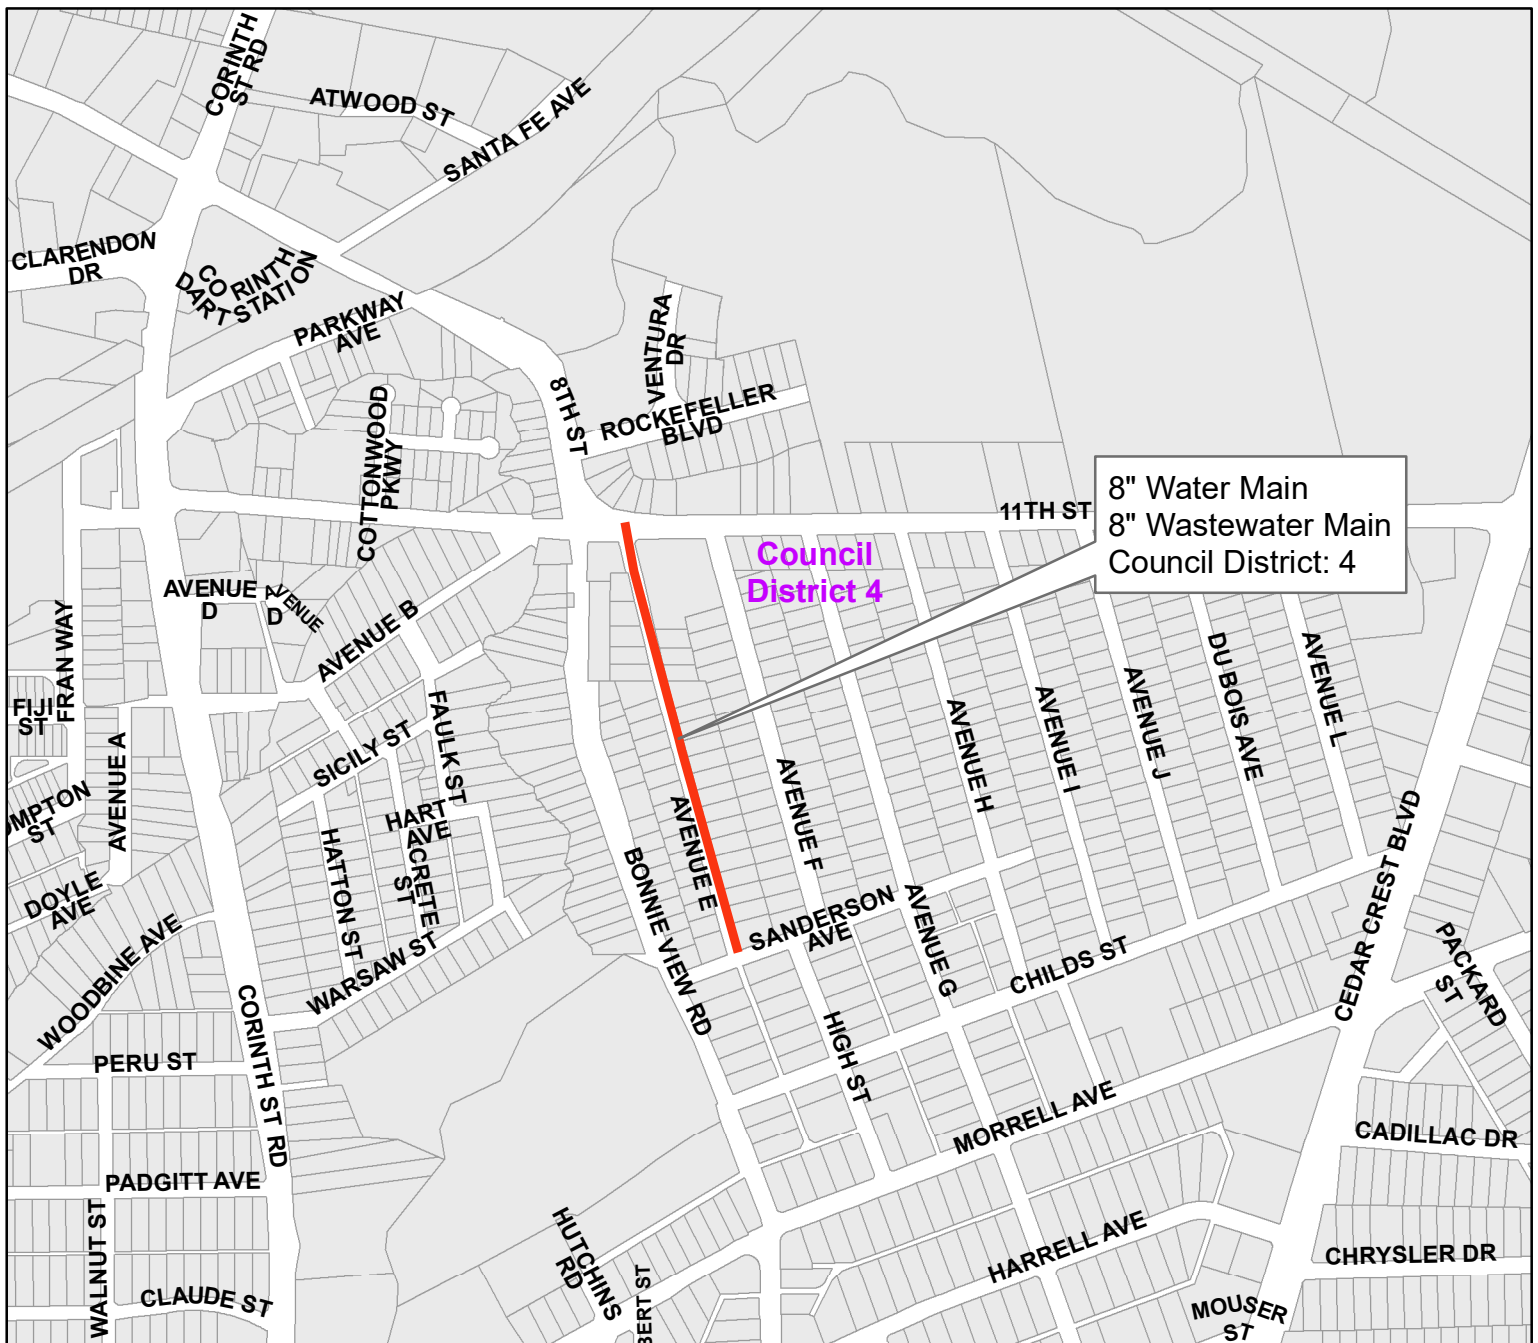 CORINTH
ST RD
ATWOOD ST
SANTA FE AVE
CLARENDON
DR
CO
RINTH
DART
STATION
PARKWAY
AVE
VENTURA
DR
8TH ST
ROCKEFELLER
BLVD
COTTONWOOD
PKWY
11TH ST
8" Water Main
8" Wastewater Main
Council District: 4
Council
District 4
AVENUE
D
AVENUE
D
AVENUE B
FRAN WAY
FIJI
ST
AVENUE A
SICILY ST
FAULK ST
HART
AVE
HATTON ST
ACRETE
ST
WARSAW ST
ST
DOYLE
AVE
WOODBINE AVE
BONNIE VIEW RD
AVENUE E
AVENUE F
SANDERSON
AVE
AVENUE G
AVENUE H
AVENUE I
AVENUE J
DU BOIS AVE
AVENUE L
CEDAR CREST BLVD
CHILDS ST
PACKARD
ST
PERU ST
CORINTH ST RD
HIGH ST
MORRELL AVE
CADILLAC DR
PADGITT AVE
WALNUT ST
HUTCHINS
RD
BERT ST
HARRELL AVE
CHRYSLER DR
CLAUDE ST
MOUSER
ST